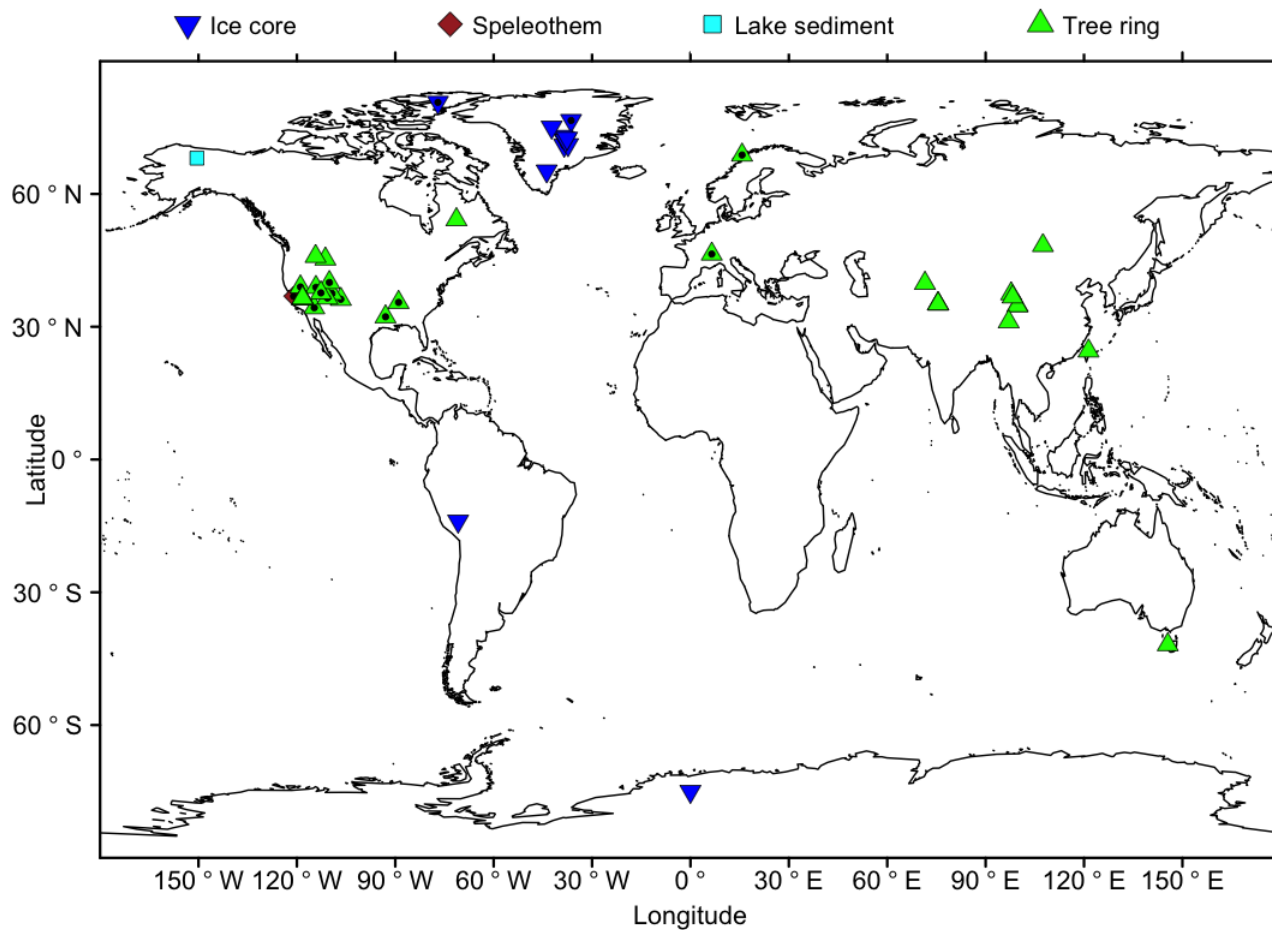 Ice core Speleothem Lake sediment Tree ring
60 ° N
30 ° N
0 °
30 ° S
60 ° S
Latitude
150 ° W 120 ° W 90 ° W 60 ° W 30 ° W 0 ° 30 ° E 60 ° E 90 ° E 120 ° E 150 ° E
Longitude